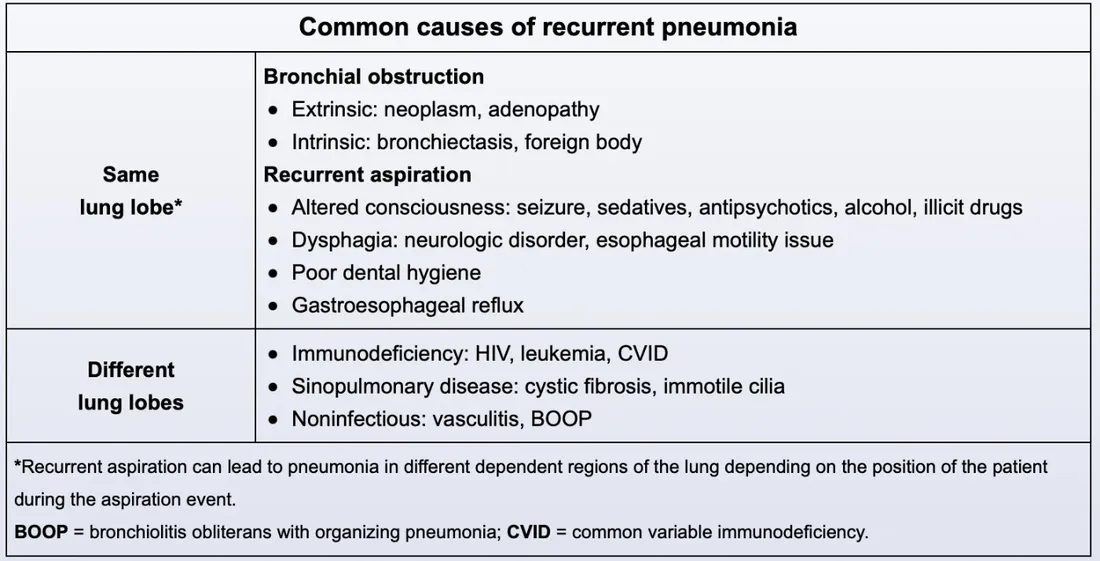 Common causes of recurrent pneumonia
Same
lung lobe*
Bronchial obstruction
● Extrinsic: neoplasm, adenopathy
● Intrinsic: bronchiectasis, foreign body
Recurrent aspiration
● Altered consciousness: seizure, sedatives, antipsychotics, alcohol, illicit drugs
● Dysphagia: neurologic disorder, esophageal motility issue
● Poor dental hygiene
● Gastroesophageal reflux
Different
lung lobes
● Immunodeficiency: HIV, leukemia, CVID
● Sinopulmonary disease: cystic fibrosis, immotile cilia
● Noninfectious: vasculitis, BOOP
*Recurrent aspiration can lead to pneumonia in different dependent regions of the lung depending on the position of the patient
during the aspiration event.
BOOP = bronchiolitis obliterans with organizing pneumonia; CVID = common variable immunodeficiency.